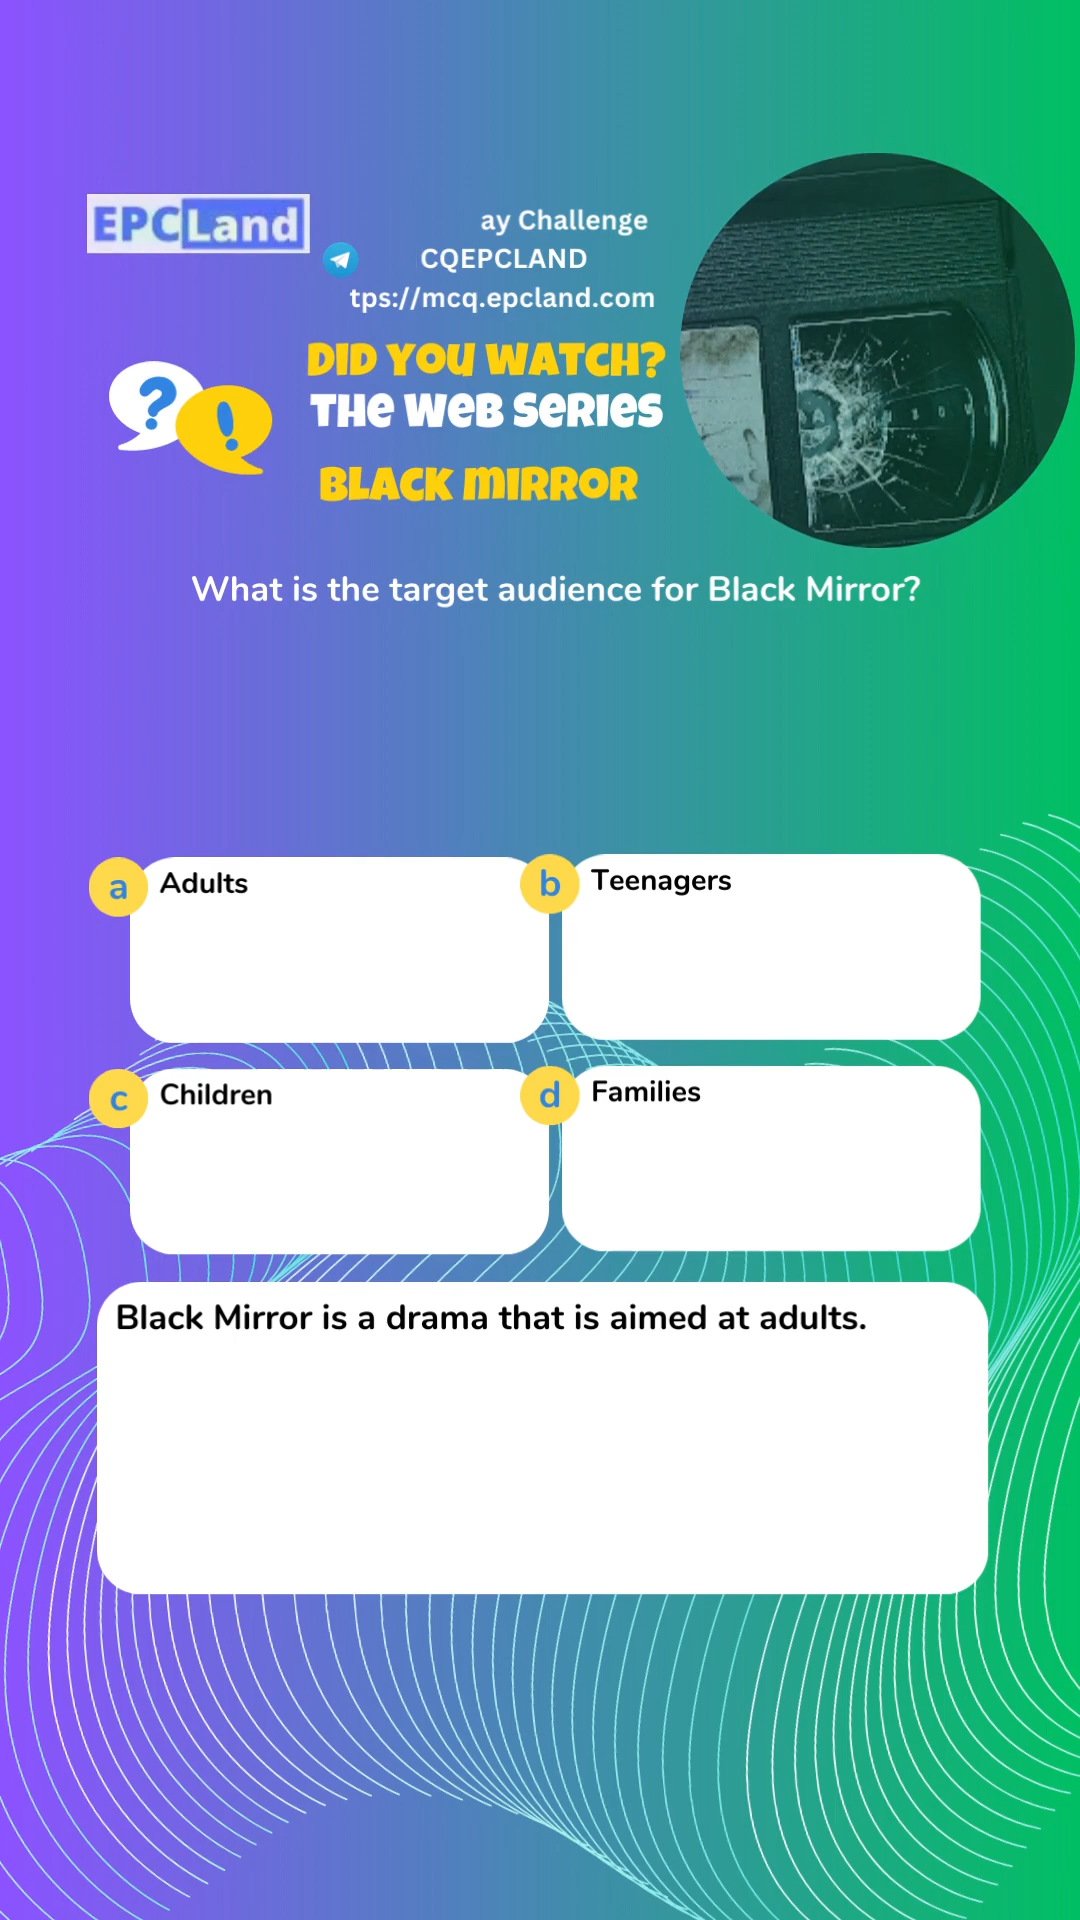 EPCLand
ay Challenge
CQEPCLAND
tps://mcq.epcland.com
DID YOU WATCH?
THE WEB SERIES
BLACK MIRROR
What is the target audience for Black Mirror?
a Adults
b Teenagers
c Children
d Families
Black Mirror is a drama that is aimed at adults.